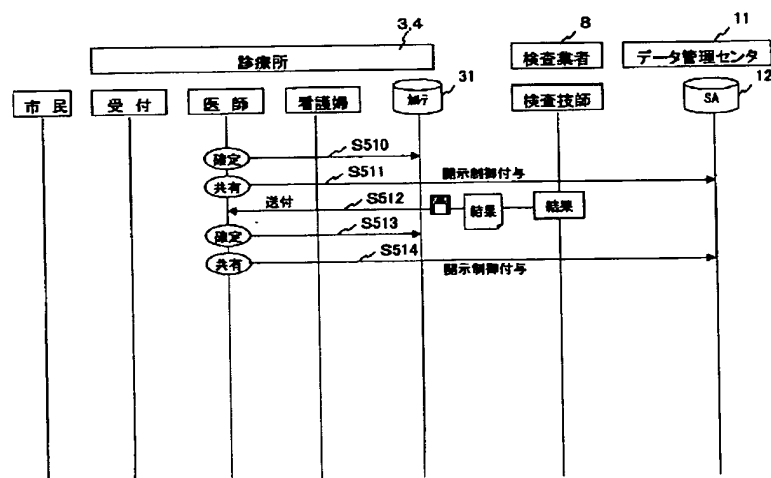 3,4
8
11
診療所
検査業者
データ管理センタ
31
12
市民
受付
医師
看護婦
カルテ
検査技師
SA
確定
S510
S511
共有
開示制御付与
S512
送付
結果
結果
S513
確定
S514
共有
開示制御付与